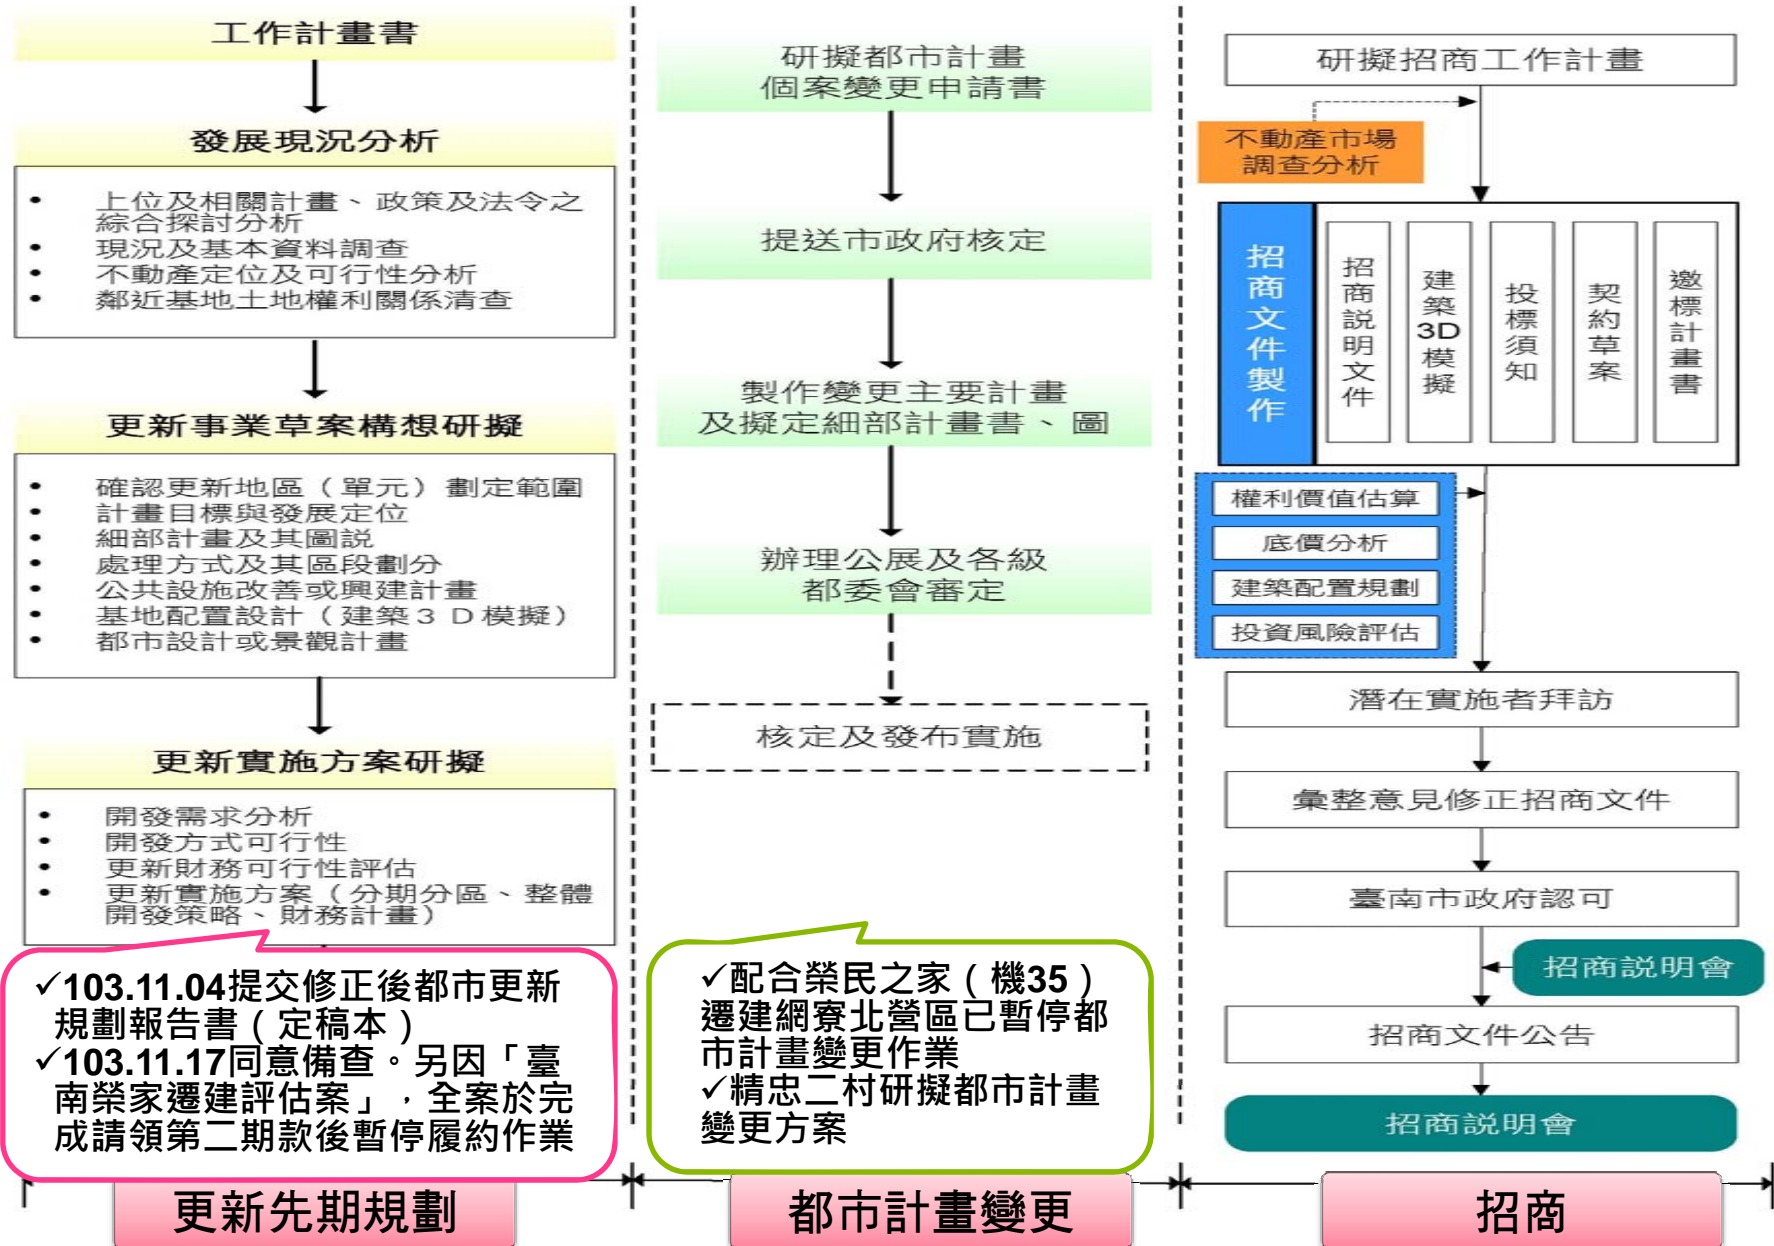 工作計畫書
發展現況分析
• 上位及相關計畫、政策及法令之
綜合探討分析
• 現況及基本資料調查
• 不動產定位及可行性分析
• 鄰近基地土地權利關係清查
更新事業草案構想研擬
• 確認更新地區（單元）劃定範圍
• 計畫目標與發展定位
• 細部計畫及其圖說
• 處理方式及其區段劃分
• 公共設施改善或興建計畫
• 基地配置設計（建築３Ｄ模擬）
• 都市設計或景觀計畫
更新實施方案研擬
• 開發需求分析
• 開發方式可行性
• 更新財務可行性評估
• 更新實施方案（分期分區、整體
開發策略、財務計畫）
✓103.11.04提交修正後都市更新
規劃報告書（定稿本）
✓103.11.17同意備查。另因「臺
南榮家遷建評估案」，全案於完
成請領第二期款後暫停履約作業
更新先期規劃
研擬都市計畫
個案變更申請書
提送市政府核定
製作變更主要計畫
及擬定細部計畫書、圖
辦理公展及各級
都委會審定
核定及發布實施
✓配合榮民之家（機35）
遷建網寮北營區已暫停都
市計畫變更作業
✓精忠二村研擬都市計畫
變更方案
都市計畫變更
研擬招商工作計畫
不動產市場
調查分析
招商文件製作
招商說明文件
建築3D模擬
投標須知
契約草案
邀標計畫書
權利價值估算
底價分析
建築配置規劃
投資風險評估
潛在實施者拜訪
彙整意見修正招商文件
臺南市政府認可
招商說明會
招商文件公告
招商說明會
招商